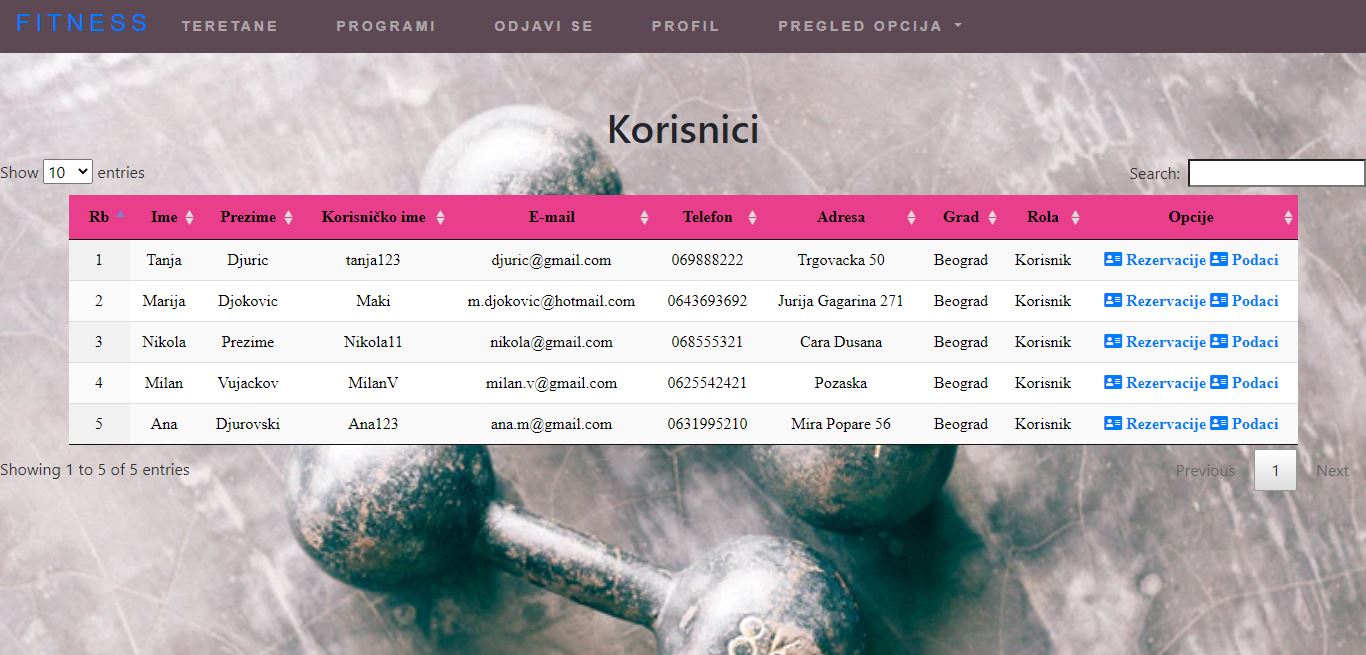 FITNESS TERETANE PROGRAMI ODJAVI SE PROFIL PREGLED OPCIJA
Korisnici
Show 10 entries Search:
Rb Ime Prezime Korisničko ime E-mail Telefon Adresa Grad Rola Opcije
1 Tanja Djuric tanja123 djuric@gmail.com 069888222 Trgovacka 50 Beograd Korisnik Rezervacije Podaci
2 Marija Djokovic Maki m.djokovic@hotmail.com 0643693692 Jurija Gagarina 271 Beograd Korisnik Rezervacije Podaci
3 Nikola Prezime Nikola11 nikola@gmail.com 068555321 Cara Dusana Beograd Korisnik Rezervacije Podaci
4 Milan Vujackov MilanV milan.v@gmail.com 0625542421 Pozaska Beograd Korisnik Rezervacije Podaci
5 Ana Djurovski Ana123 ana.m@gmail.com 0631995210 Mira Popare 56 Beograd Korisnik Rezervacije Podaci
Showing 1 to 5 of 5 entries Previous 1 Next